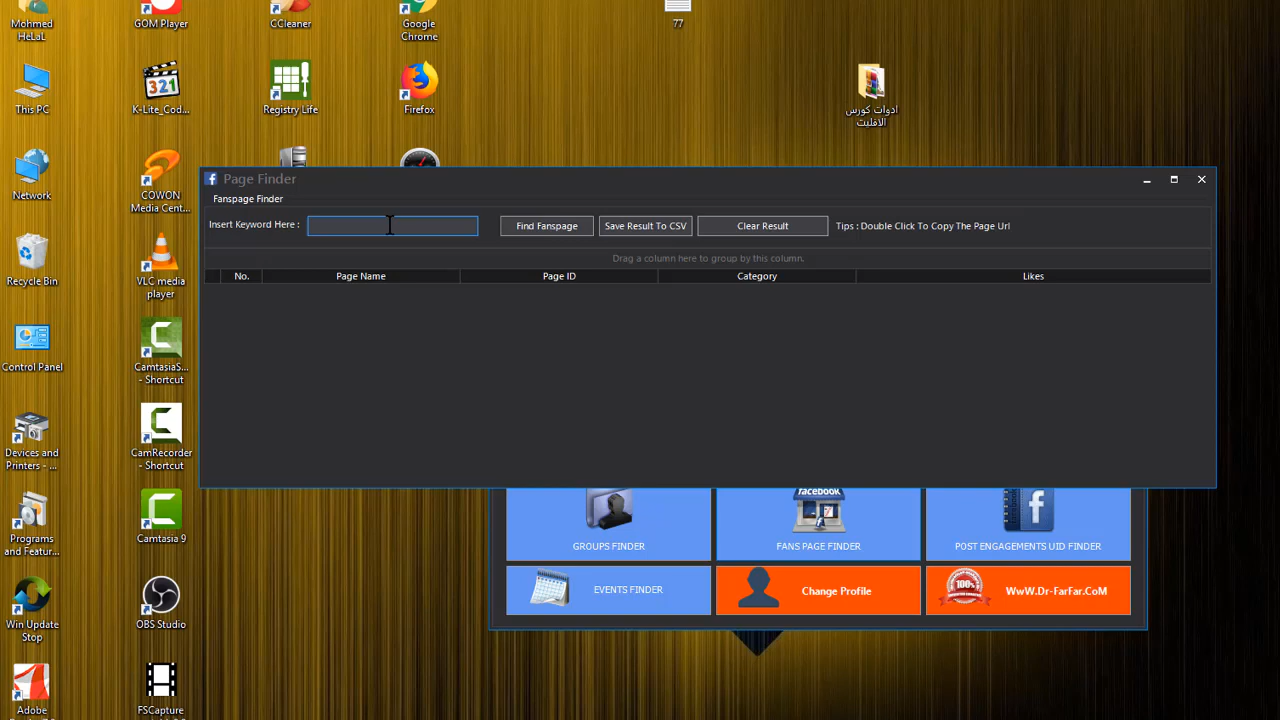 Mohmed
HeLaL
GOM Player
CCleaner
Google
Chrome
77
This PC
K-Lite_Cod...
Registry Life
Firefox
ادوات كورس
الافليت
Network
COWON
Media Cent...
Page Finder
Fanspage Finder
Insert Keyword Here :
Find Fanspage
Save Result To CSV
Clear Result
Tips : Double Click To Copy The Page Url
Drag a column here to group by this column.
No.
Page Name
Page ID
Category
Likes
Recycle Bin
VLC media
player
Control Panel
CamtasiaS...
- Shortcut
Devices and
Printers - ...
CamRecorder
- Shortcut
facebook
GROUPS FINDER
FANS PAGE FINDER
POST ENGAGEMENTS UID FINDER
Programs
and Featur...
Camtasia 9
EVENTS FINDER
Change Profile
100%
WwW.Dr-FarFar.CoM
Win Update
Stop
OBS Studio
Adobe
FSCapture